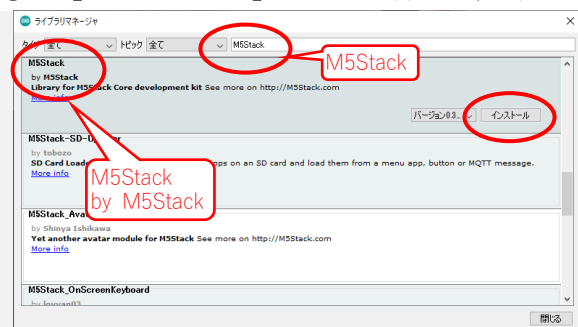 ライブラリマネージャ
タイプ 全て トピック 全て M5Stack
M5Stack
M5Stack
by M5Stack
Library for M5Stack Core development kit See more on http://M5Stack.com
More info
バージョン0.3... インストール
by tobozo
SD Card ops on an SD card and load them from a menu app, button or MQTT message.
More info
M5Stack
by M5Stack
by Shinya Ishikawa
Yet another avatar module for M5Stack See more on http://M5Stack.com
More info
M5Stack_OnScreenKeyboard
閉じる